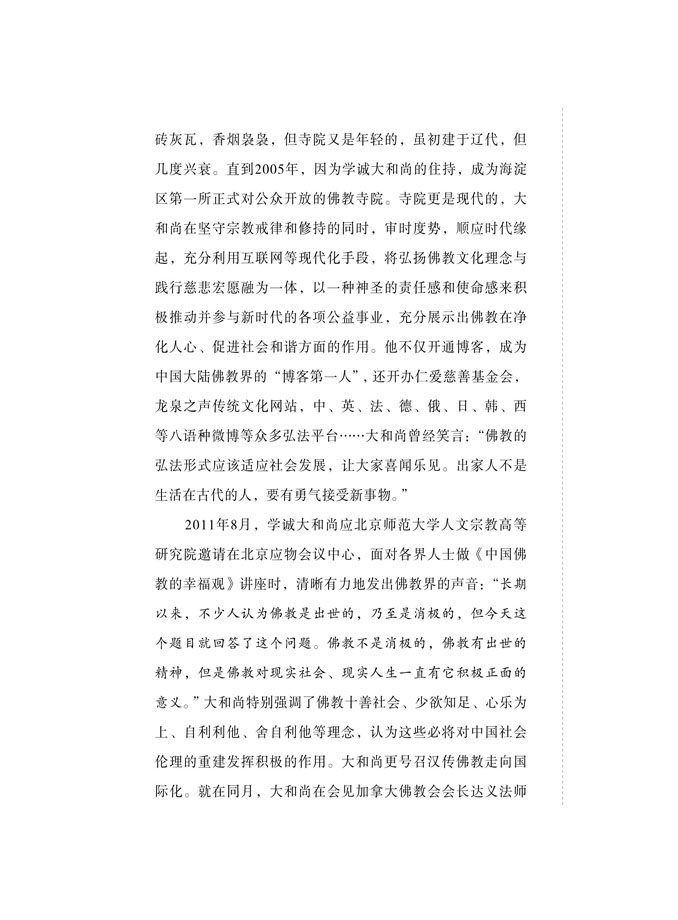 砖灰瓦，香烟袅袅，但寺院又是年轻的，虽初建于辽代，但
几度兴衰。直到2005年，因为学诚大和尚的住持，成为海淀
区第一所正式对公众开放的佛教寺院。寺院更是现代的，大
和尚在坚守宗教戒律和修持的同时，审时度势，顺应时代缘
起，充分利用互联网等现代化手段，将弘扬佛教文化理念与
践行慈悲宏愿融为一体，以一种神圣的责任感和使命感来积
极推动并参与新时代的各项公益事业，充分展示出佛教在净
化人心、促进社会和谐方面的作用。他不仅开通博客，成为
中国大陆佛教界的“博客第一人”，还开办仁爱慈善基金会，
龙泉之声传统文化网站，中、英、法、德、俄、日、韩、西
等八语种微博等众多弘法平台……大和尚曾经笑言：“佛教的
弘法形式应该适应社会发展，让大家喜闻乐见。出家人不是
生活在古代的人，要有勇气接受新事物。”
2011年8月，学诚大和尚应北京师范大学人文宗教高等
研究院邀请在北京应物会议中心，面对各界人士做《中国佛
教的幸福观》讲座时，清晰有力地发出佛教界的声音：“长期
以来，不少人认为佛教是出世的，乃至是消极的，但今天这
个题目就回答了这个问题。佛教不是消极的，佛教有出世的
精神，但是佛教对现实社会、现实人生一直有它积极正面的
意义。”大和尚特别强调了佛教十善社会、少欲知足、心乐为
上、自利利他、舍自利他等理念，认为这些必将对中国社会
伦理的重建发挥积极的作用。大和尚更号召汉传佛教走向国
际化。就在同月，大和尚在会见加拿大佛教会会长达义法师